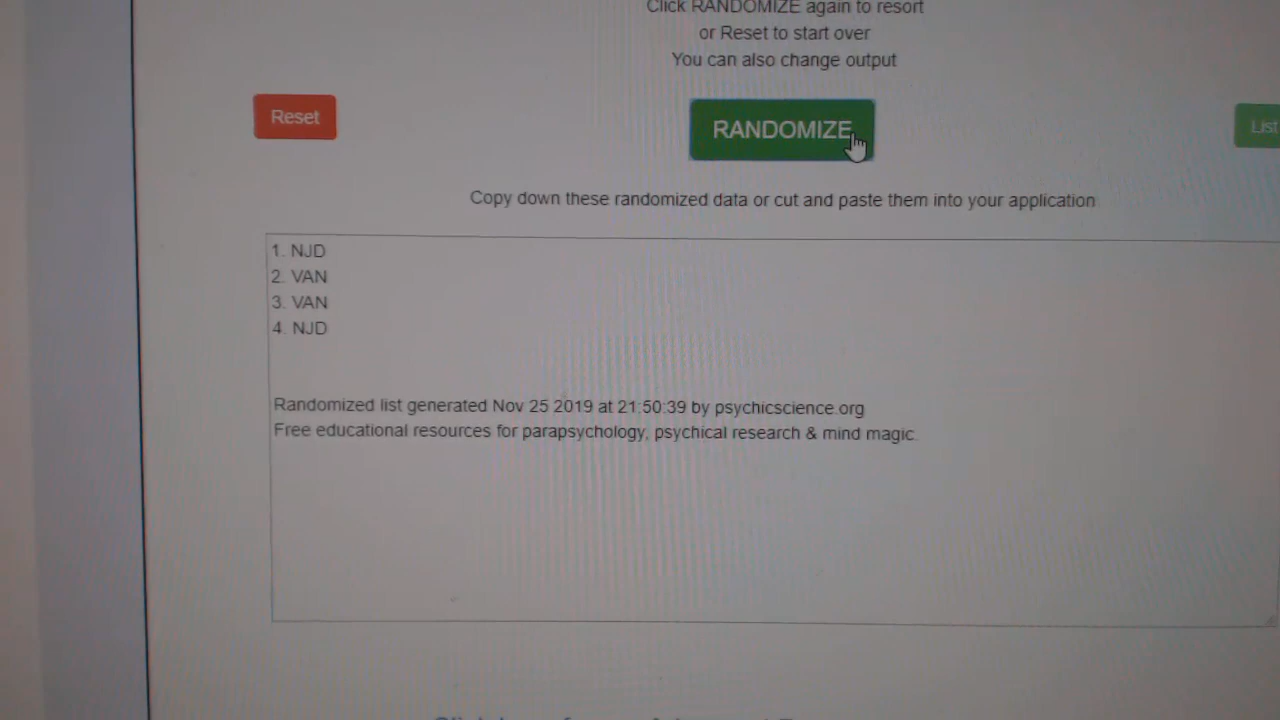 Click RANDOMIZE again to resort
or Reset to start over
You can also change output
Reset
RANDOMIZE
List
Copy down these randomized data or cut and paste them into your application
1. NJD
2. VAN
3. VAN
4. NJD
Randomized list generated Nov 25 2019 at 21:50:39 by psychicscience.org
Free educational resources for parapsychology, psychical research & mind magic.